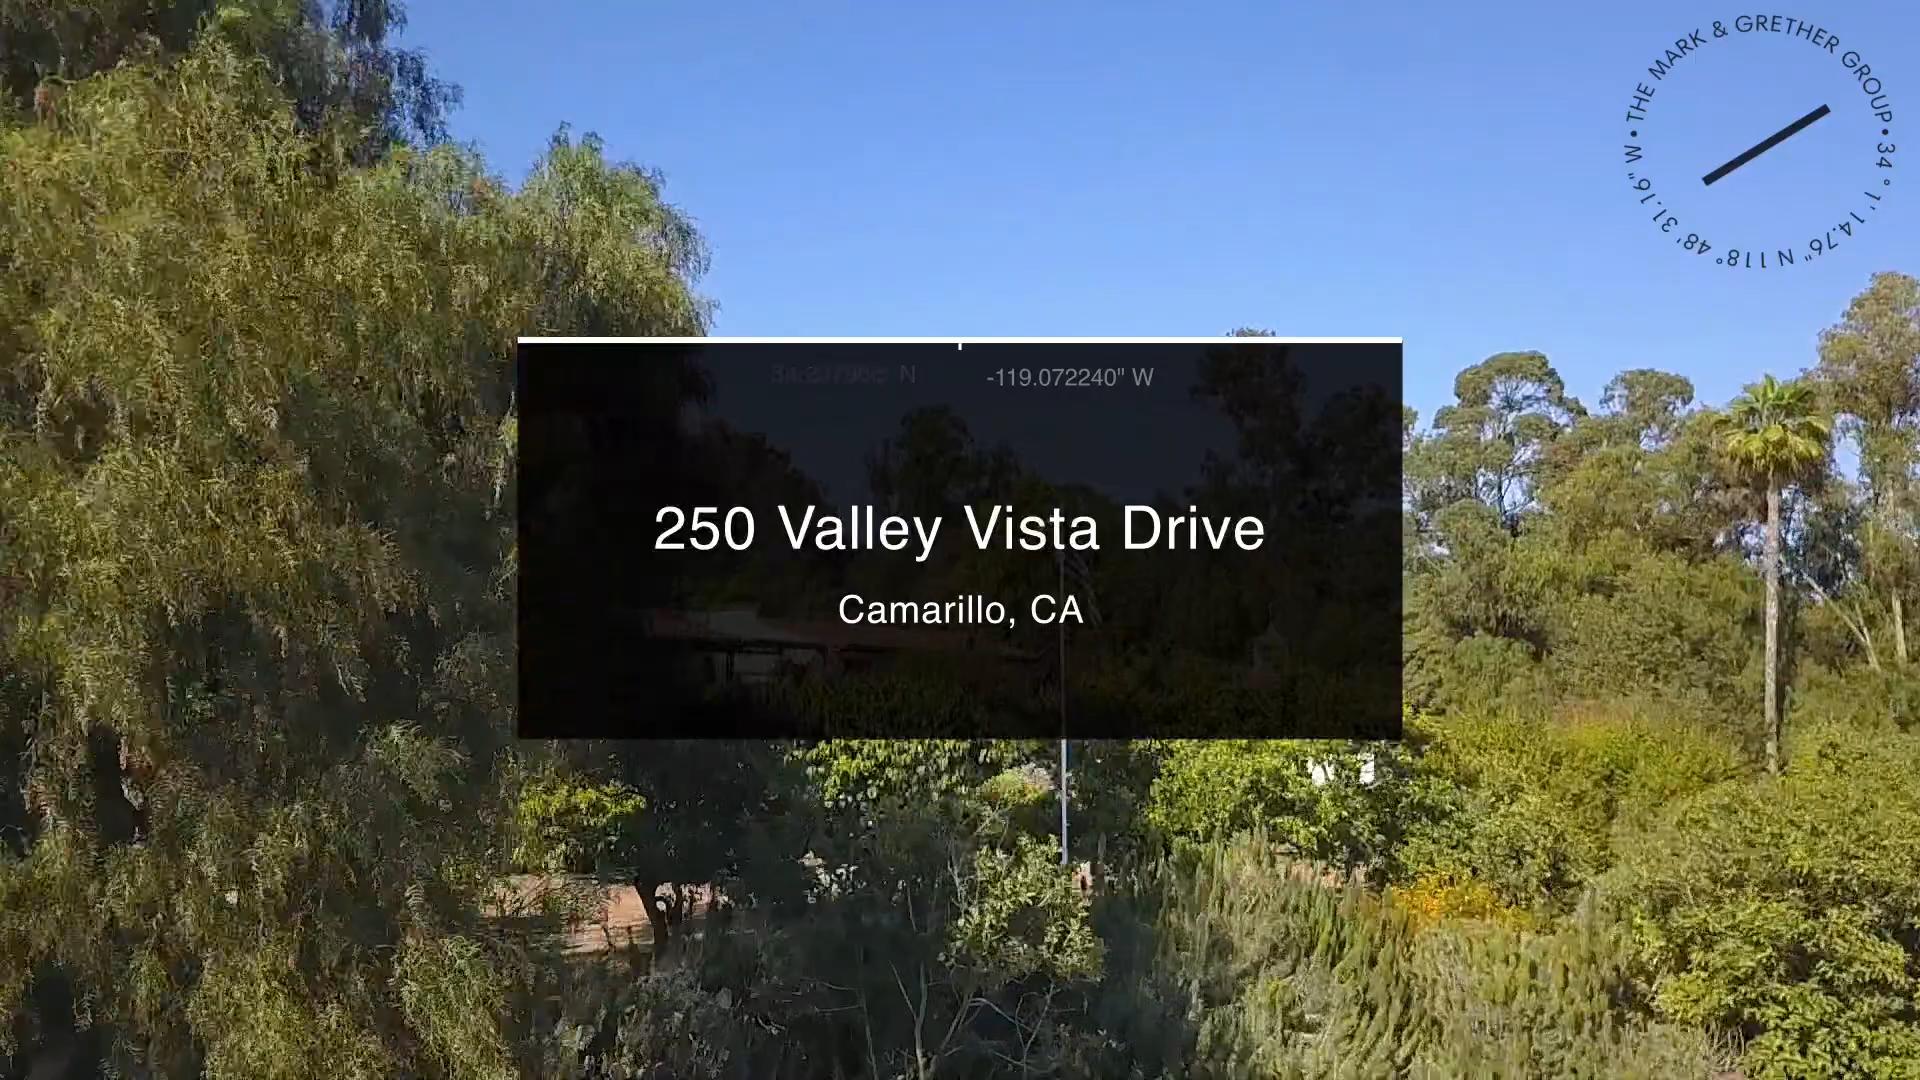 THE MARK & GRETHER GROUP • 34° 1' 14.76" N 118° 48' 31.16" W •
N -119.072240" W
250 Valley Vista Drive
Camarillo, CA